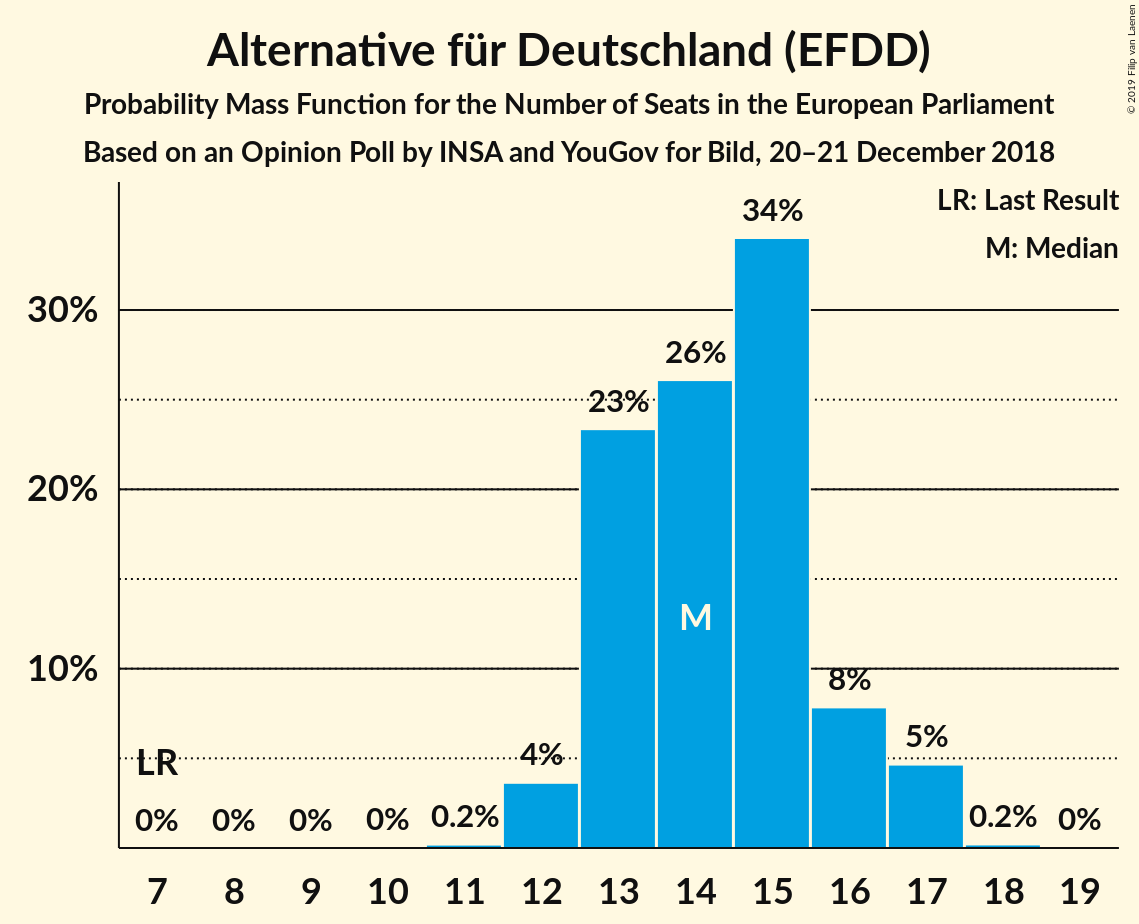 Alternative für Deutschland (EFDD)
Probability Mass Function for the Number of Seats in the European Parliament
Based on an Opinion Poll by INSA and YouGov for Bild, 20–21 December 2018
© 2019 Filip van Laenen
LR: Last Result
M: Median
34%
30%
26%
23%
20%
M
10%
8%
5%
4%
LR
0%
0%
0%
0%
0.2%
0.2%
0%
7 8 9 10 11 12 13 14 15 16 17 18 19